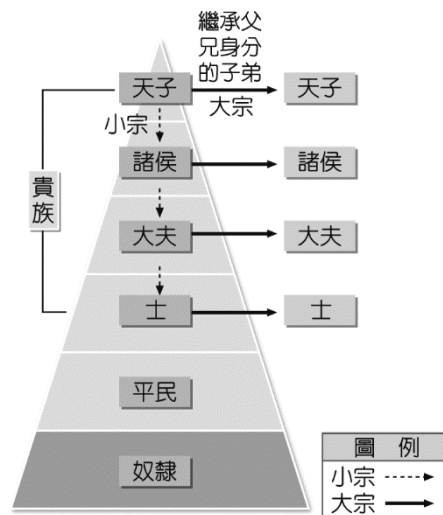 繼承父
兄身分
的子弟
天子
大宗
天子
小宗
諸侯
諸侯
貴族
大夫
大夫
士
士
平民
奴隸
圖 例
小宗
大宗